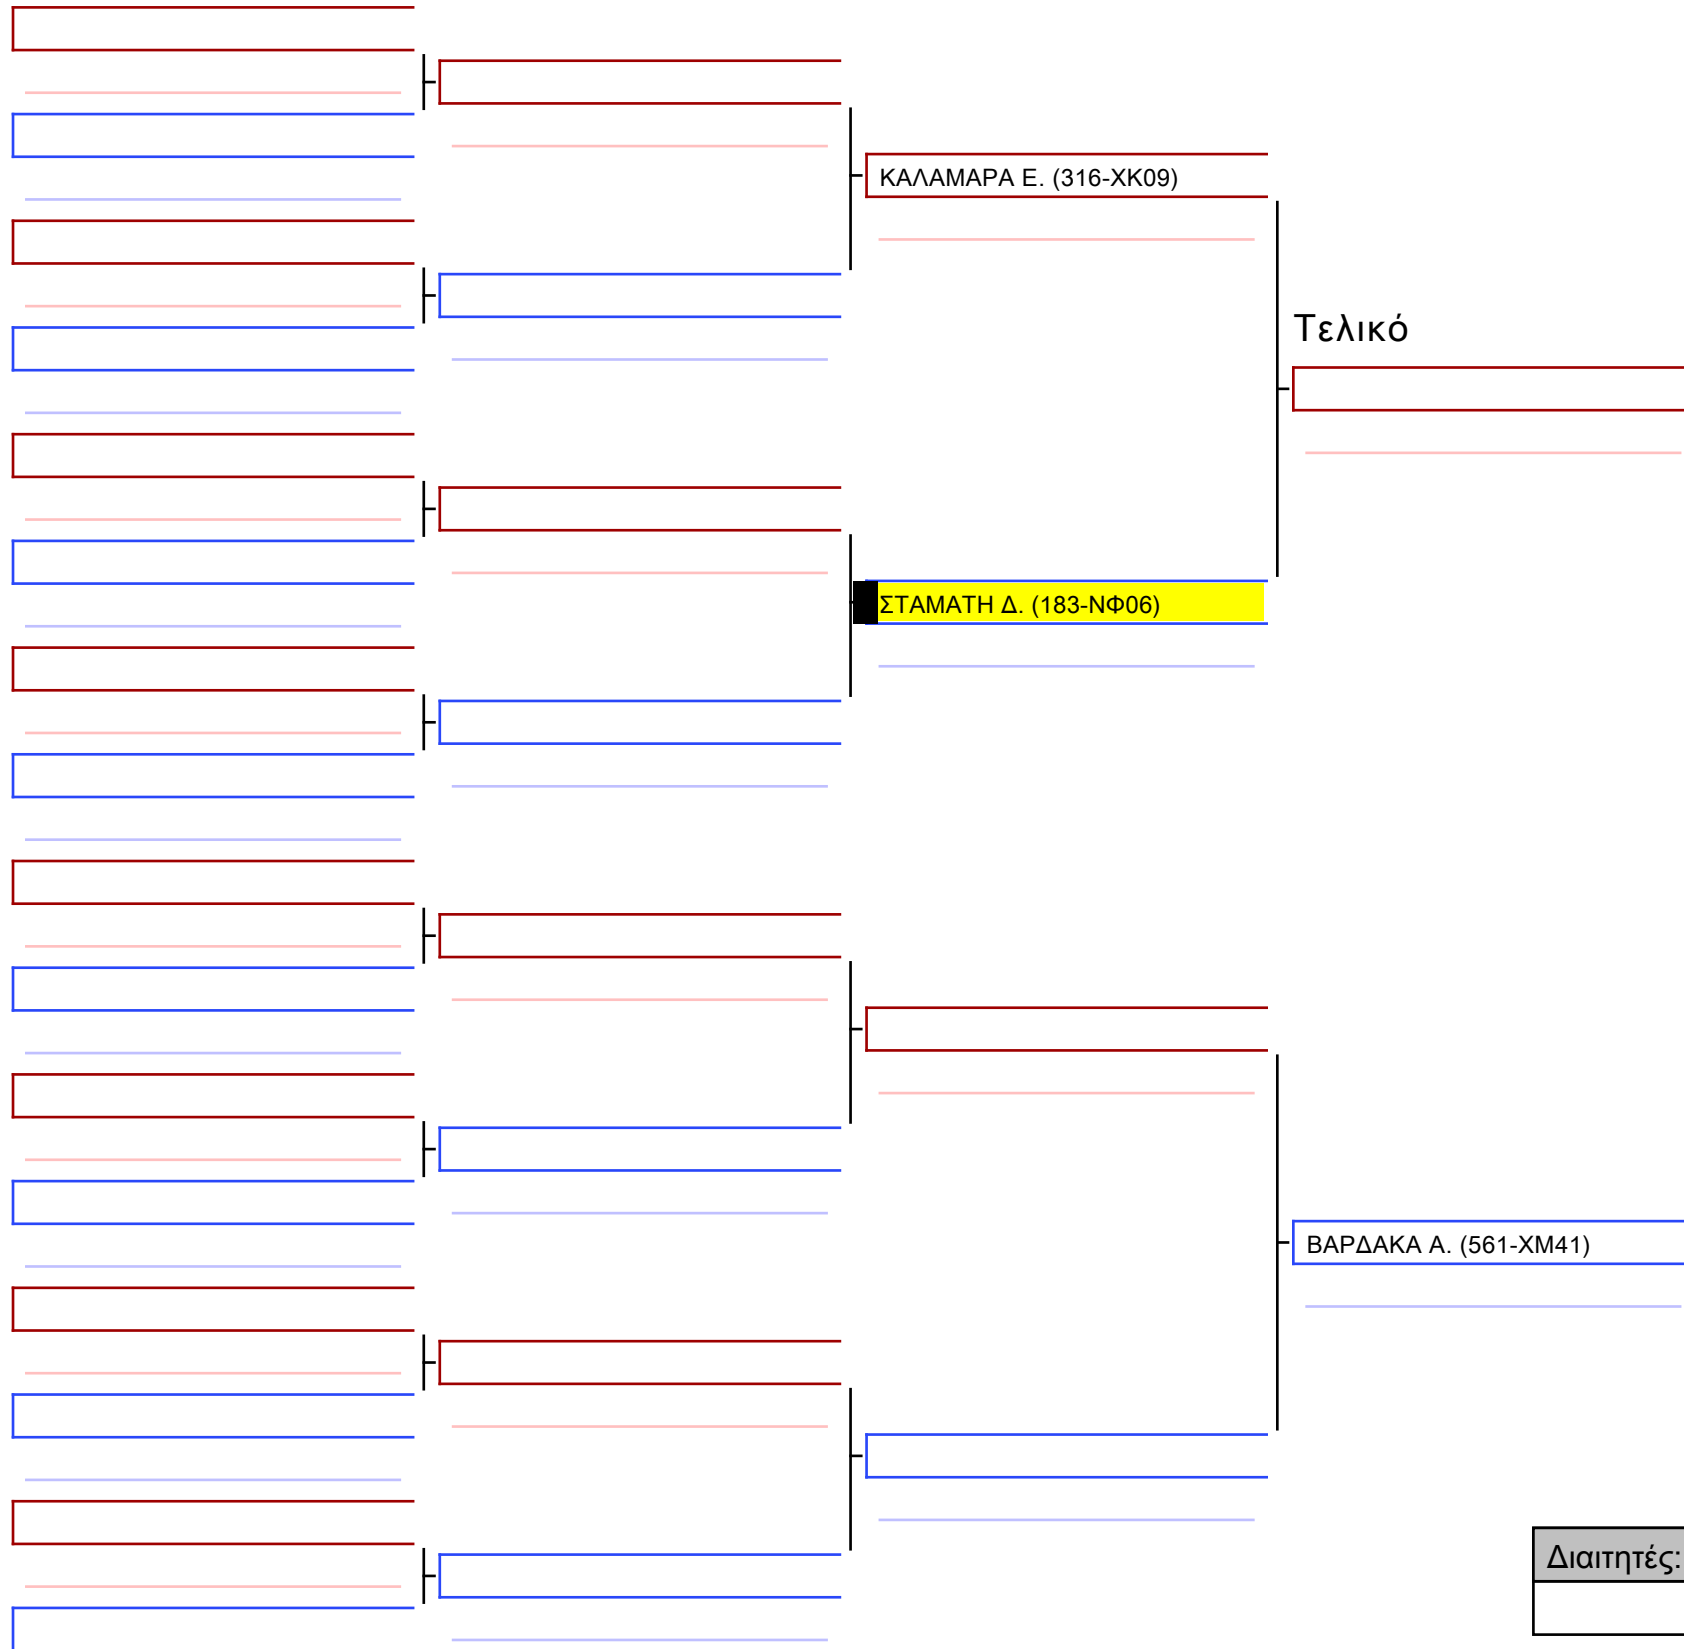 ΚΑΛΑΜΑΡΑ Ε. (316-ΧΚ09)
Τελικό
ΣΤΑΜΑΤΗ Δ. (183-ΝΦ06)
ΒΑΡΔΑΚΑ Α. (561-ΧΜ41)
Διαιτητές: